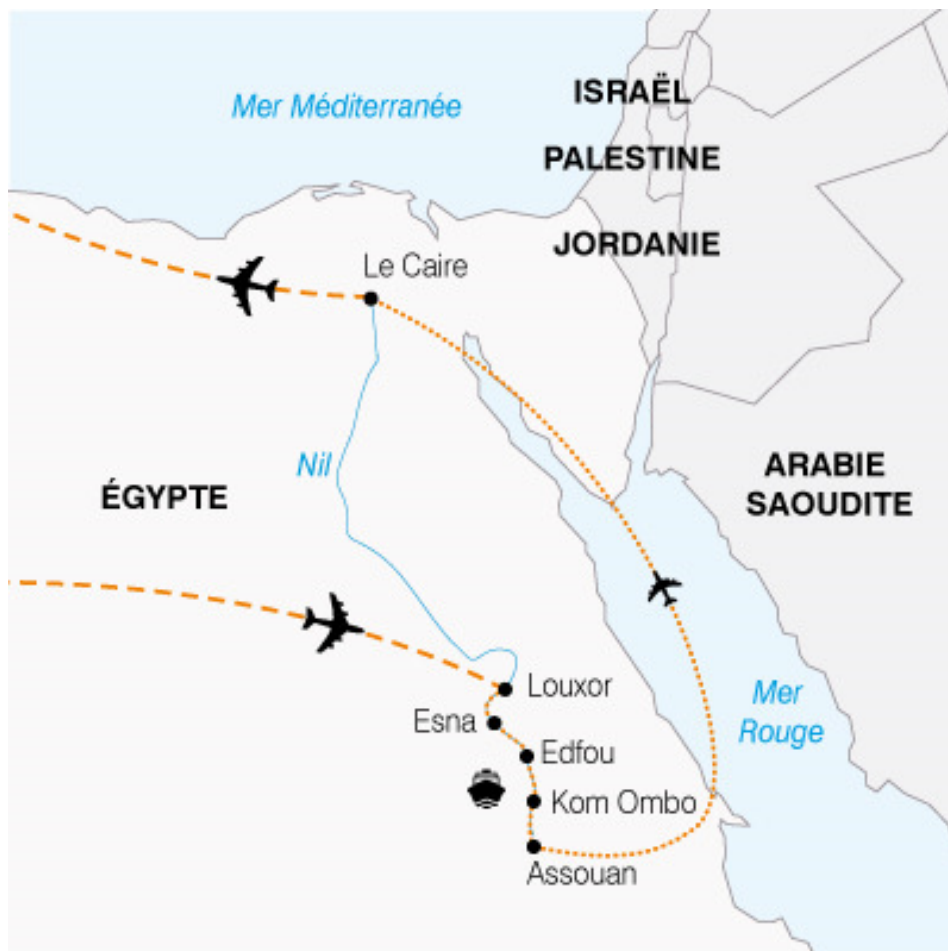 Mer Méditerranée
ISRAËL
PALESTINE
JORDANIE
Le Caire
Nil
ÉGYPTE
ARABIE
SAOUDITE
Louxor
Esna
Edfou
Kom Ombo
Assouan
Mer
Rouge